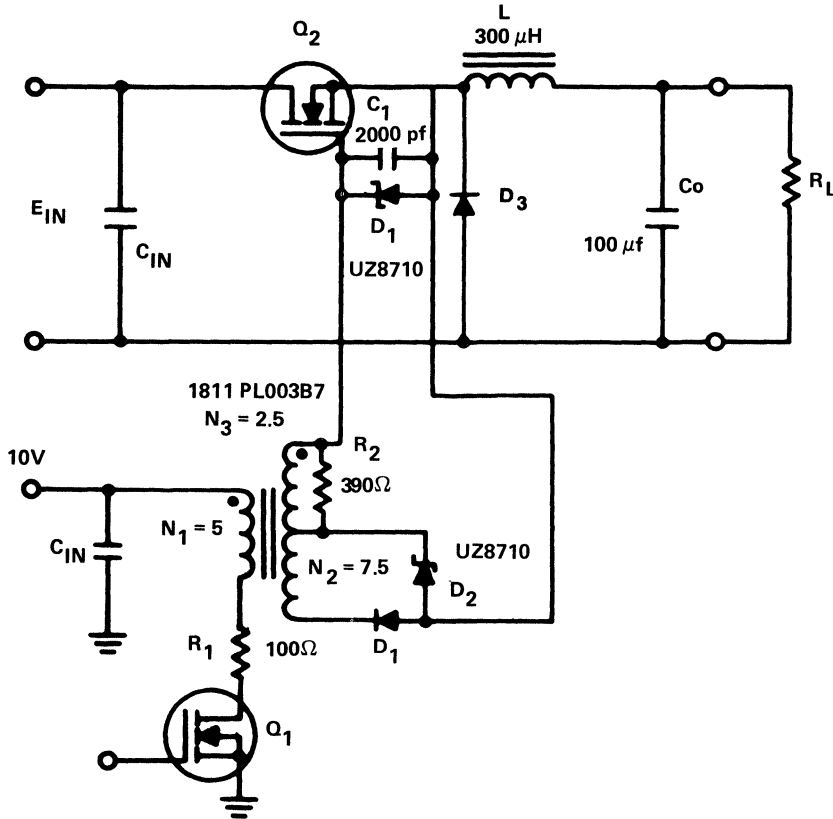 L
300 μH
Q2
C1
2000 pf
D1
UZ8710
D3
Co
100 μf
RL
EIN
CIN
1811 PL003B7
N3 = 2.5
R2
390Ω
10V
N1 = 5
CIN
N2 = 7.5
UZ8710
D2
D1
R1
100Ω
Q1